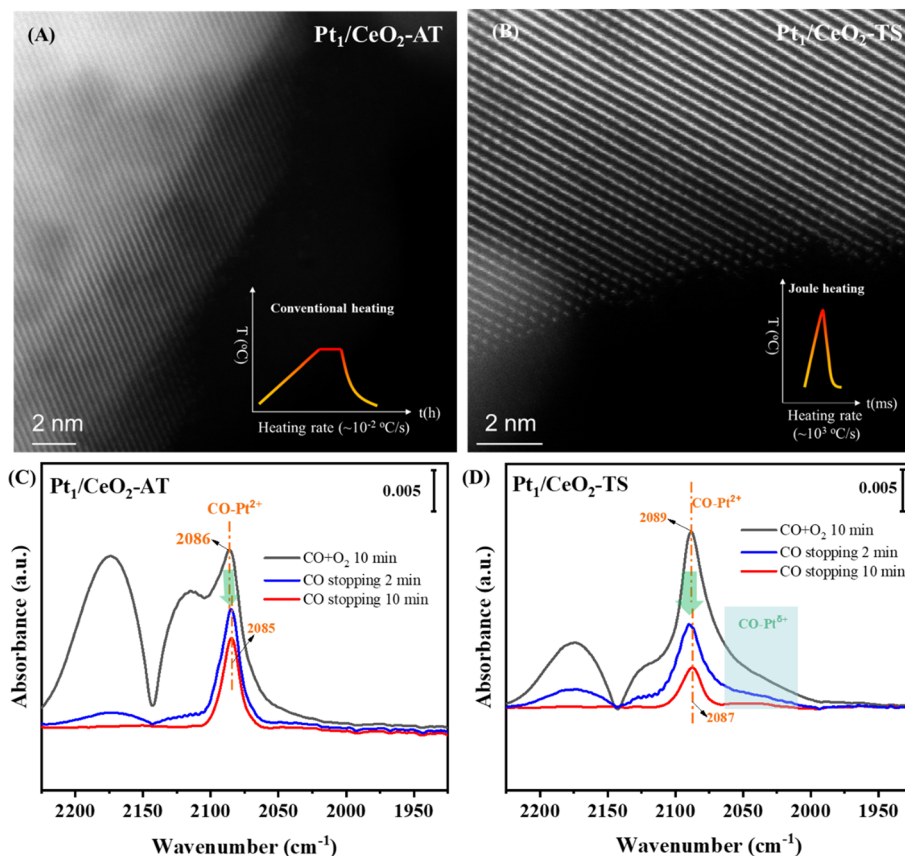 (A)
Pt₁/CeO₂-AT
Conventional heating
T (°C)
t(h)
Heating rate (~10⁻² °C/s)
2 nm
(B)
Pt₁/CeO₂-TS
Joule heating
T (°C)
t(ms)
Heating rate
(~10³ °C/s)
2 nm
(C)
Pt₁/CeO₂-AT
CO-Pt²⁺
0.005
2086
CO+O₂ 10 min
CO stopping 2 min
CO stopping 10 min
2085
Absorbance (a.u.)
2200 2150 2100 2050 2000 1950
Wavenumber (cm⁻¹)
(D)
Pt₁/CeO₂-TS
CO-Pt²⁺
0.005
2089
CO+O₂ 10 min
CO stopping 2 min
CO stopping 10 min
CO-Ptᵟ⁺
2087
Absorbance (a.u.)
2200 2150 2100 2050 2000 1950
Wavenumber (cm⁻¹)